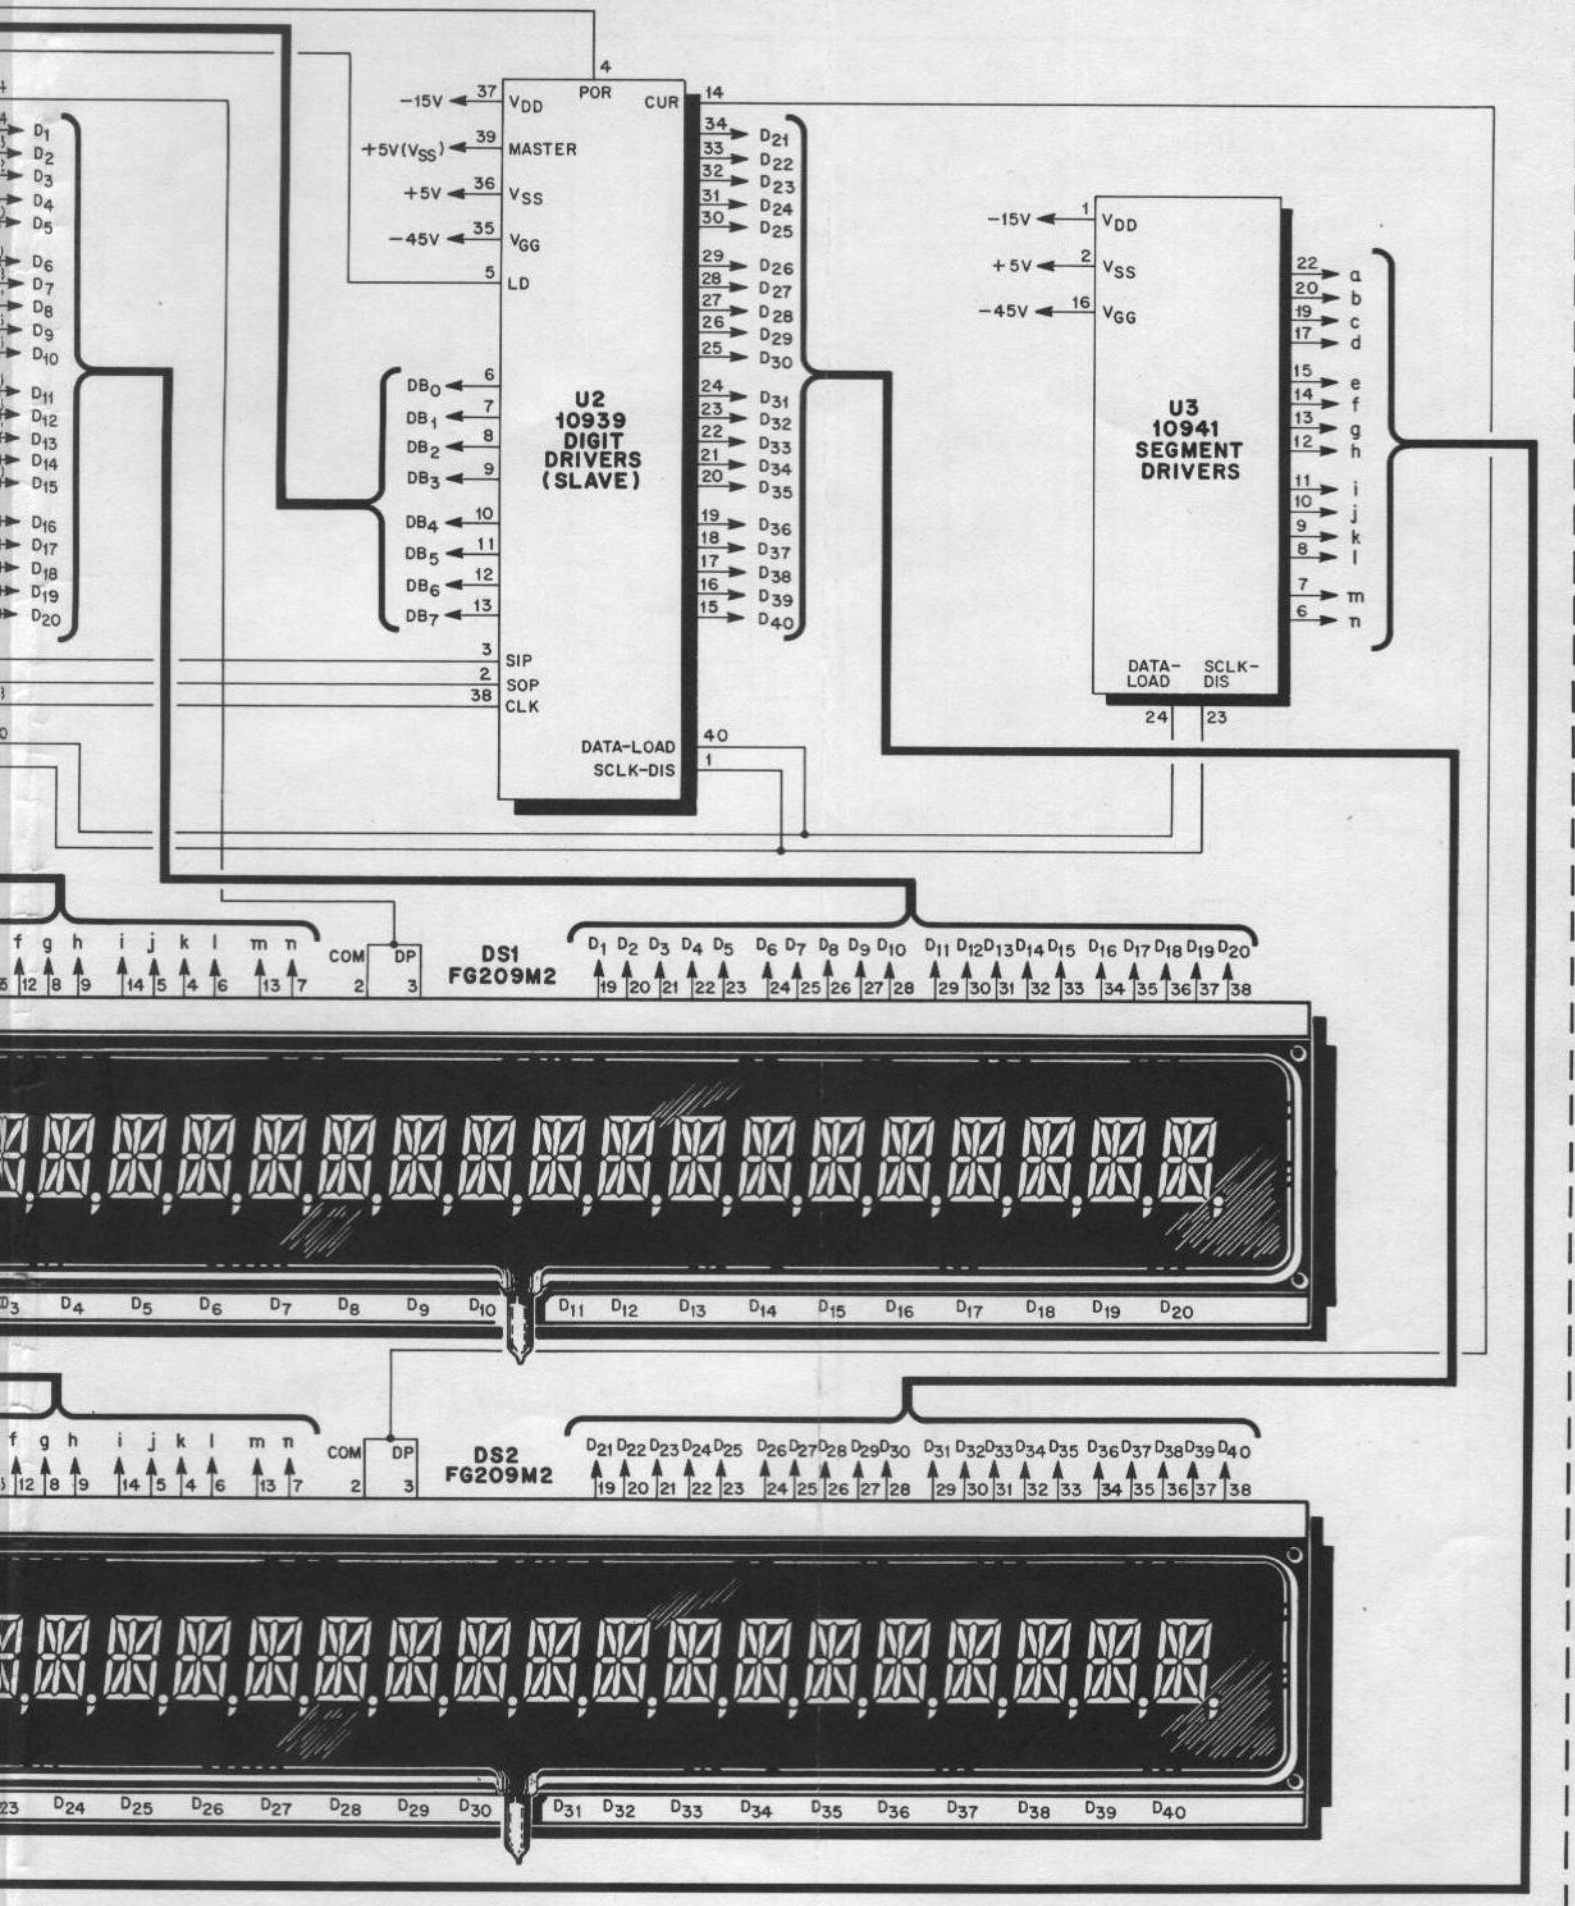 4
37
-15V
VDD
POR
CUR
14
39
+5V(VSS)
MASTER
36
+5V
VSS
35
-45V
VGG
5
LD
D1
D2
D3
D4
D5
D6
D7
D8
D9
D10
D11
D12
D13
D14
D15
D16
D17
D18
D19
D20
DB0 6
DB1 7
DB2 8
DB3 9
DB4 10
DB5 11
DB6 12
DB7 13
U2
10939
DIGIT
DRIVERS
(SLAVE)
3 SIP
2 SOP
38 CLK
DATA-LOAD 40
SCLK-DIS 1
34 D21
33 D22
32 D23
31 D24
30 D25
29 D26
28 D27
27 D28
26 D29
25 D30
24 D31
23 D32
22 D33
21 D34
20 D35
19 D36
18 D37
17 D38
16 D39
15 D40
-15V 1 VDD
+5V 2 VSS
-45V 16 VGG
U3
10941
SEGMENT
DRIVERS
22 a
20 b
19 c
17 d
15 e
14 f
13 g
12 h
11 i
10 j
9 k
8 l
7 m
6 n
DATA-
LOAD
SCLK-
DIS
24 23
f g h i j k l m n
12 8 9 14 5 4 6 13 7
COM DP
2 3
DS1
FG209M2
D1 D2 D3 D4 D5 D6 D7 D8 D9 D10 D11 D12 D13 D14 D15 D16 D17 D18 D19 D20
19 20 21 22 23 24 25 26 27 28 29 30 31 32 33 34 35 36 37 38
D3 D4 D5 D6 D7 D8 D9 D10 D11 D12 D13 D14 D15 D16 D17 D18 D19 D20
f g h i j k l m n
12 8 9 14 5 4 6 13 7
COM DP
2 3
DS2
FG209M2
D21 D22 D23 D24 D25 D26 D27 D28 D29 D30 D31 D32 D33 D34 D35 D36 D37 D38 D39 D40
19 20 21 22 23 24 25 26 27 28 29 30 31 32 33 34 35 36 37 38
23 D24 D25 D26 D27 D28 D29 D30 D31 D32 D33 D34 D35 D36 D37 D38 D39 D40